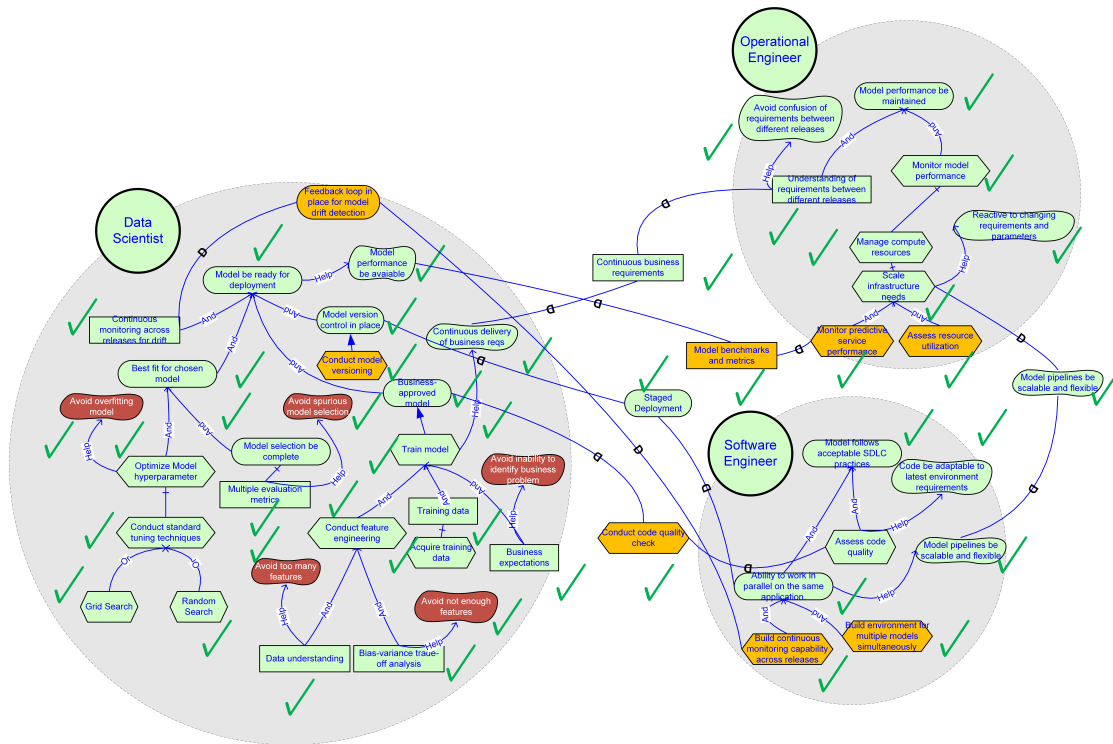 Operational
Engineer
Model performance be
maintained
Avoid confusion of
requirements between
different releases
And
And
Help
Monitor model
performance
Understanding of
requirements between
different releases
D
Feedback loop in
place for model
drift detection
Data
Scientist
Reactive to changing
requirements and
parameters
D
Manage compute
resources
Model
performance
be avaiable
Help
D
Continuous business
requirements
Help
Model be ready for
deployment
Scale
infrastructure
needs
D
Continuous
monitoring across
releases for drift
And
And
Model version
control in place
Continuous delivery
of business reqs
D
And
And
Monitor predictive
service
performance
Assess resource
utilization
D
D
Model benchmarks
and metrics
D
And
And
Conduct model
versioning
Best fit for chosen
model
Model pipelines be
scalable and flexible
Business-
approved
model
Staged
Deployment
Avoid overfitting
model
Avoid spurious
model selection
Help
And
And
Help
Model selection be
complete
Train model
Software
Engineer
Model follows
acceptable SDLC
practices
D
Avoid inability to
identify business
problem
Code be adaptable to
latest environment
requirements
Optimize Model
hyperparameter
Help
Multiple evaluation
metrics
And
And
And
Help
Training data
D
D
And
And
Help
Conduct standard
tuning techniques
Conduct feature
engineering
Conduct code quality
check
Assess code
quality
Model pipelines be
scalable and flexible
Acquire training
data
Business
expectations
Or
Or
Avoid too many
features
D
Ability to work in
parallel on the same
application
Help
Grid Search
Random
Search
Help
And
And
Avoid not enough
features
And
And
Help
Build continuous
monitoring capability
across releases
Build environment for
multiple models
simultaneously
Data understanding
Bias-variance trade-
off analysis